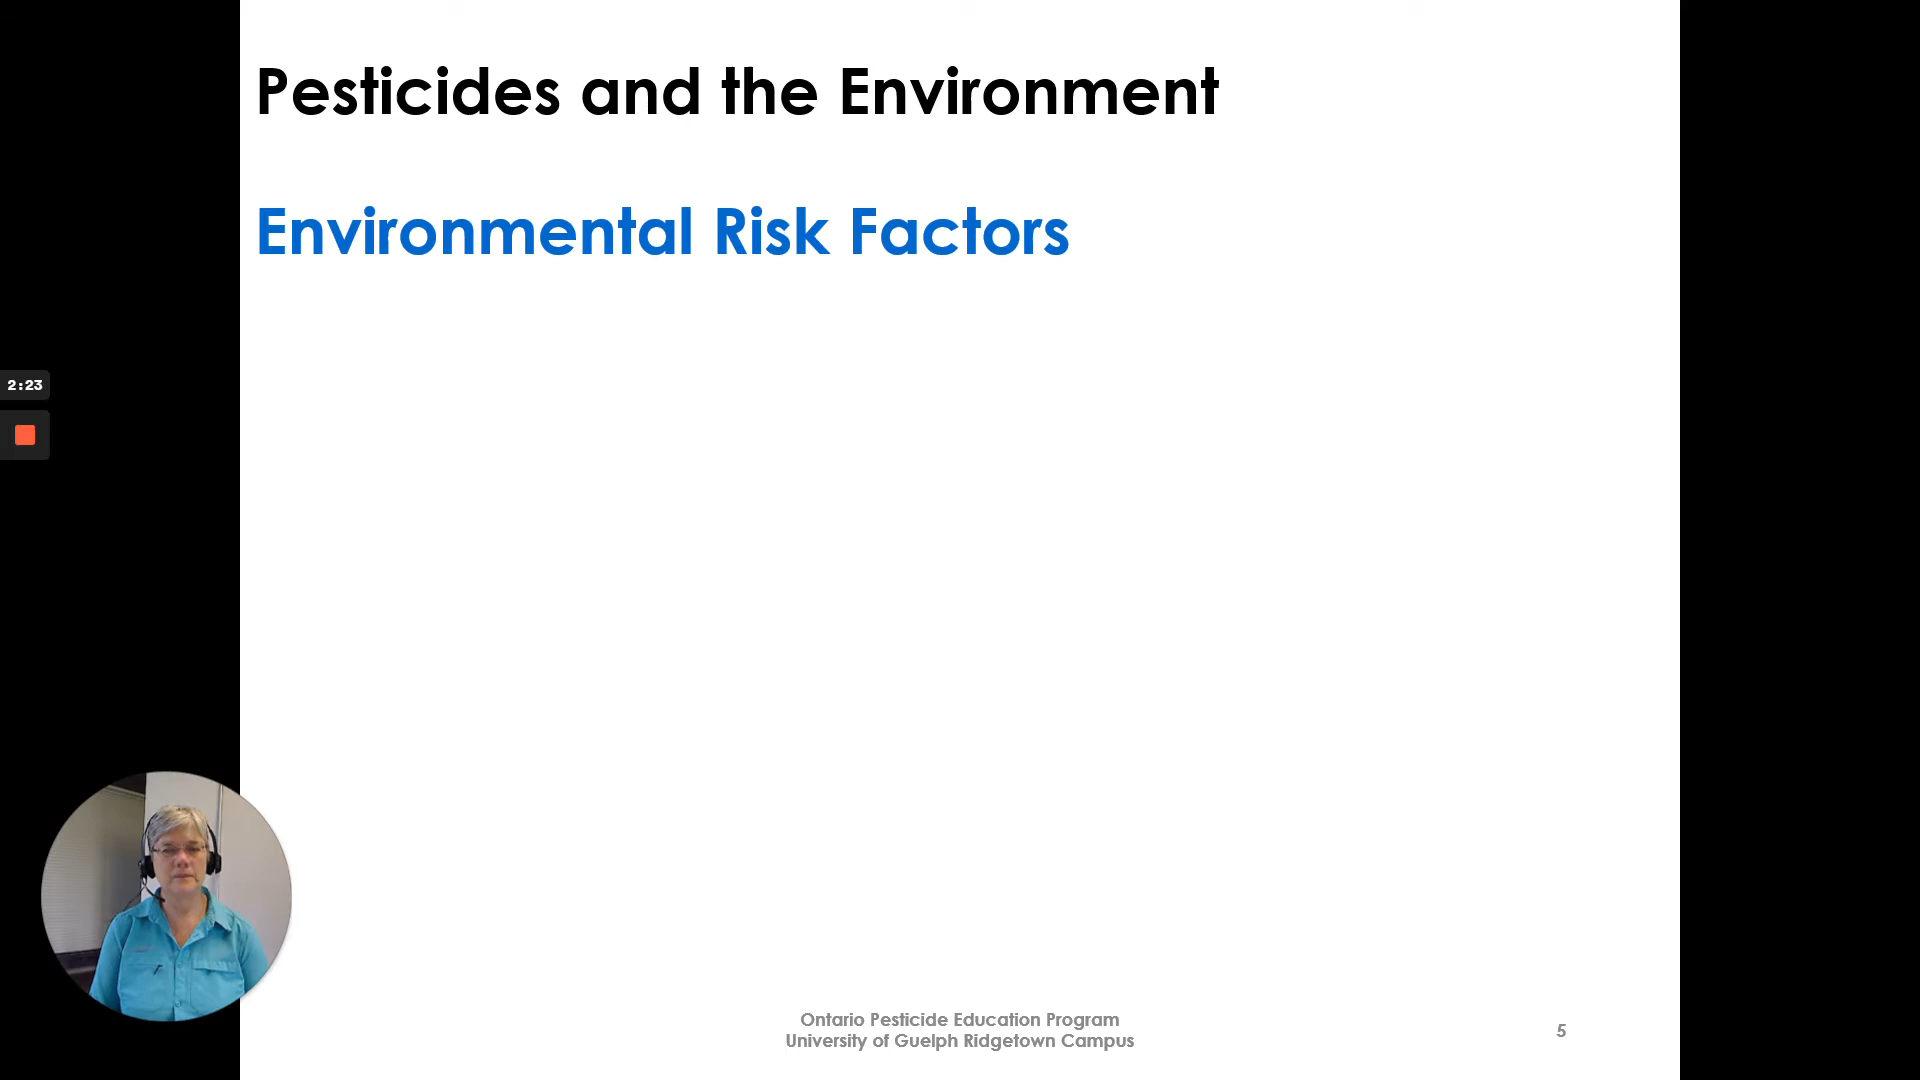 Pesticides and the Environment
Environmental Risk Factors
2:23
Ontario Pesticide Education Program
University of Guelph Ridgetown Campus
5